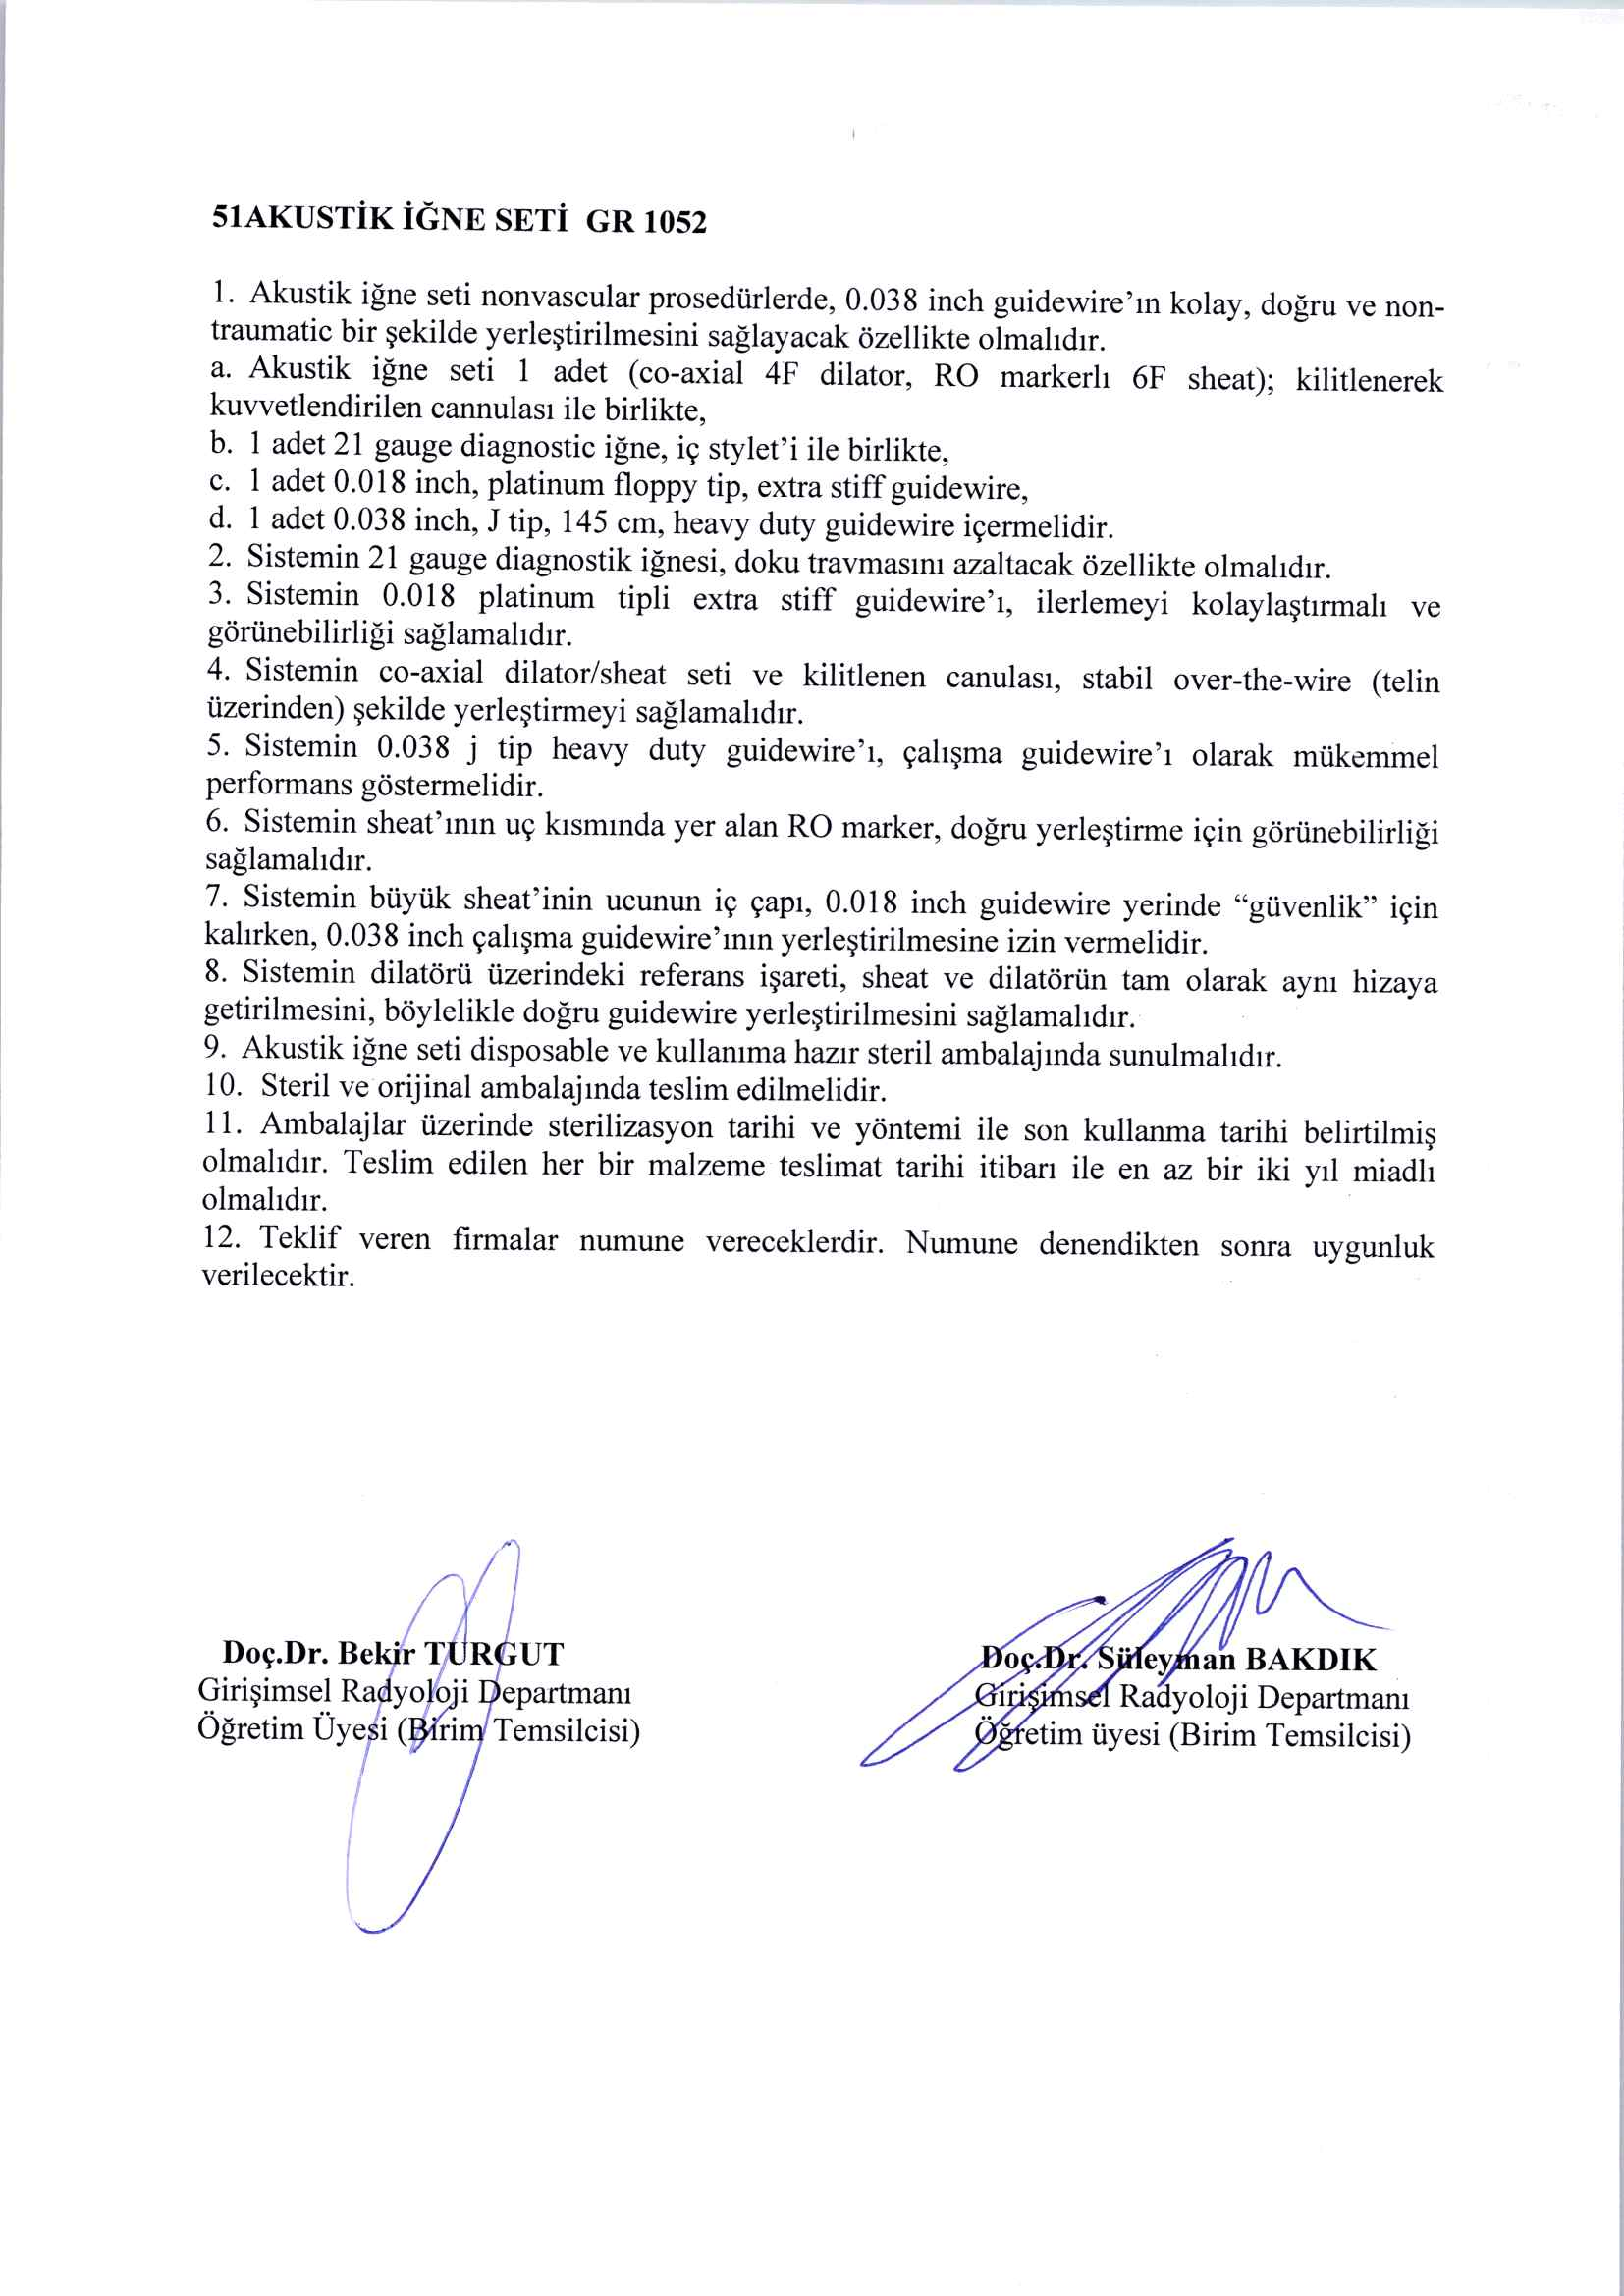 51AKUSTİK İĞNE SETİ GR 1052
1. Akustik iğne seti nonvascular prosedürlerde, 0.038 inch guidewire’ın kolay, doğru ve non-
traumatic bir şekilde yerleştirilmesini sağlayacak özellikte olmalıdır.
a. Akustik iğne seti 1 adet (co-axial 4F dilator, RO markerlı 6F sheat); kilitlenerek
kuvvetlendirilen cannulası ile birlikte,
b. 1 adet 21 gauge diagnostic iğne, iç stylet’i ile birlikte,
c. 1 adet 0.018 inch, platinum floppy tip, extra stiff guidewire,
d. 1 adet 0.038 inch, J tip, 145 cm, heavy duty guidewire içermelidir.
2. Sistemin 21 gauge diagnostik iğnesi, doku travmasını azaltacak özellikte olmalıdır.
3. Sistemin 0.018 platinum tipli extra stiff guidewire’ı, ilerlemeyi kolaylaştırmalı ve
görünebilirliği sağlamalıdır.
4. Sistemin co-axial dilator/sheat seti ve kilitlenen canulası, stabil over-the-wire (telin
üzerinden) şekilde yerleştirmeyi sağlamalıdır.
5. Sistemin 0.038 j tip heavy duty guidewire’ı, çalışma guidewire’ı olarak mükemmel
performans göstermelidir.
6. Sistemin sheat’ının uç kısmında yer alan RO marker, doğru yerleştirme için görünebilirliği
sağlamalıdır.
7. Sistemin büyük sheat’inin ucunun iç çapı, 0.018 inch guidewire yerinde “güvenlik” için
kalırken, 0.038 inch çalışma guidewire’ının yerleştirilmesine izin vermelidir.
8. Sistemin dilatörü üzerindeki referans işareti, sheat ve dilatörün tam olarak aynı hizaya
getirilmesini, böylelikle doğru guidewire yerleştirilmesini sağlamalıdır.
9. Akustik iğne seti disposable ve kullanıma hazır steril ambalajında sunulmalıdır.
10. Steril ve orijinal ambalajında teslim edilmelidir.
11. Ambalajlar üzerinde sterilizasyon tarihi ve yöntemi ile son kullanma tarihi belirtilmiş
olmalıdır. Teslim edilen her bir malzeme teslimat tarihi itibarı ile en az bir iki yıl miadlı
olmalıdır.
12. Teklif veren firmalar numune vereceklerdir. Numune denendikten sonra uygunluk
verilecektir.
Doç.Dr. Bekir TURGUT
Girişimsel Radyoloji Departmanı
Öğretim Üyesi (Birim Temsilcisi)
Doç.Dr. Süleyman BAKDIK
Girişimsel Radyoloji Departmanı
Öğretim üyesi (Birim Temsilcisi)